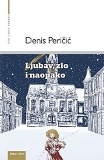 Denis Peričić
Ljubav, zlo
i naopako